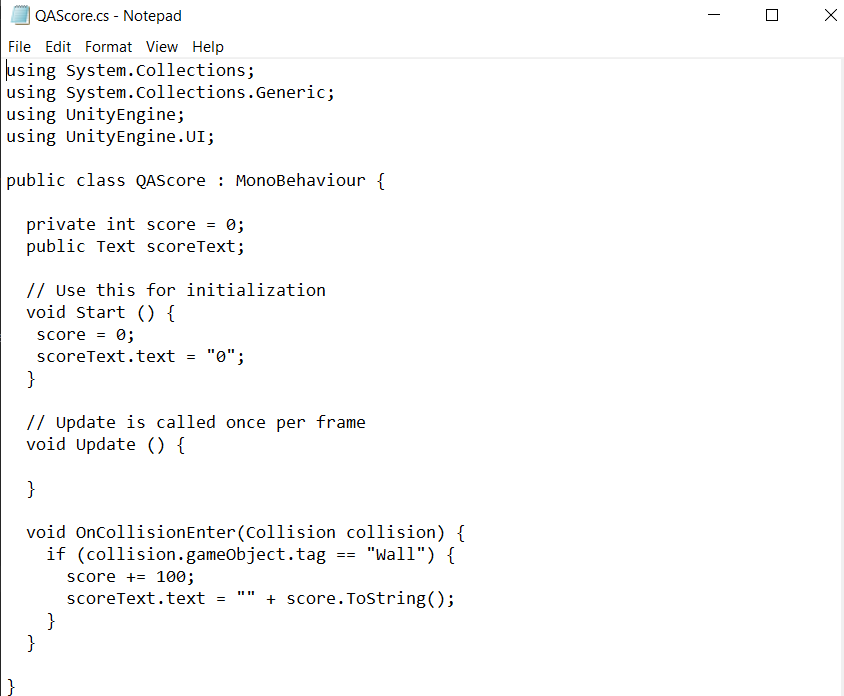 QAScore.cs - Notepad
File Edit Format View Help
using System.Collections;
using System.Collections.Generic;
using UnityEngine;
using UnityEngine.UI;
public class QAScore : MonoBehaviour {
private int score = 0;
public Text scoreText;
// Use this for initialization
void Start () {
score = 0;
scoreText.text = "0";
}
// Update is called once per frame
void Update () {
}
void OnCollisionEnter(Collision collision) {
if (collision.gameObject.tag == "Wall") {
score += 100;
scoreText.text = "" + score.ToString();
}
}
}